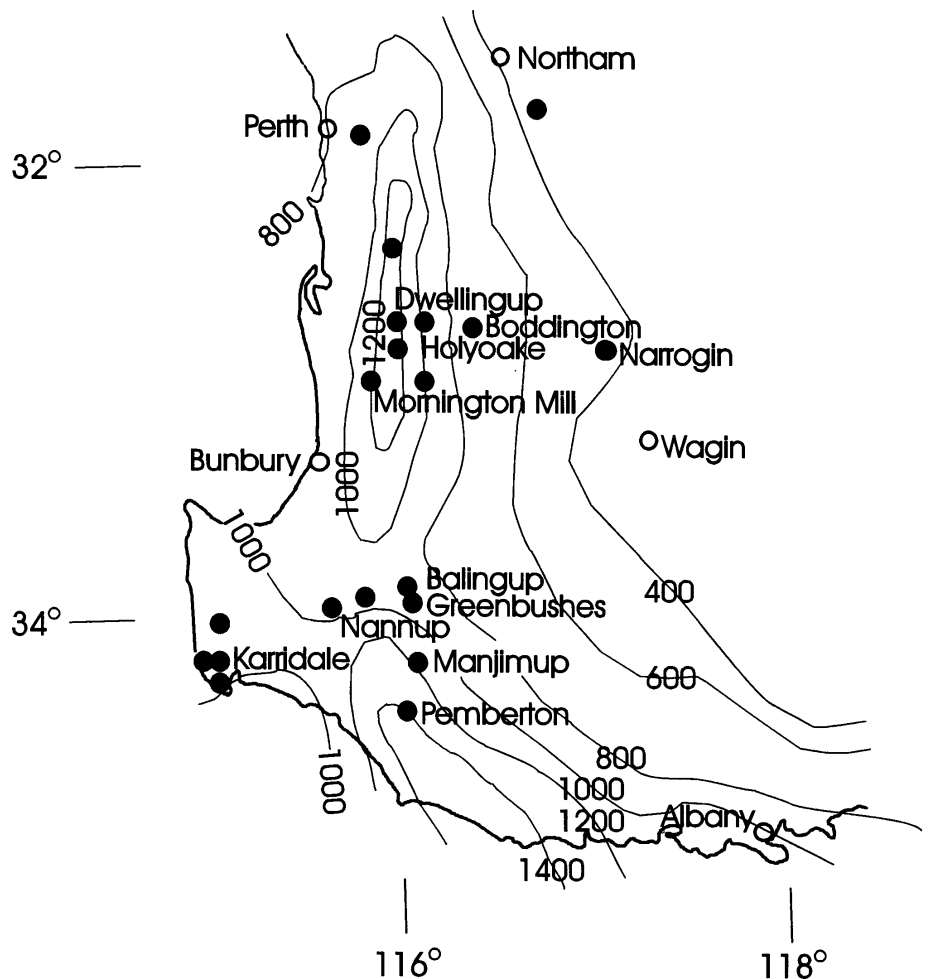 Northam
Perth
32°
800
Dwellingup
1200
Boddington
Holyoake
Narrogin
Mornington Mill
Wagin
Bunbury
1000
1000
Balingup
400
Greenbushes
34°
Nannup
Karridale
Manjimup
600
Pemberton
800
1000
1000
Albany
1200
1400
116°
118°